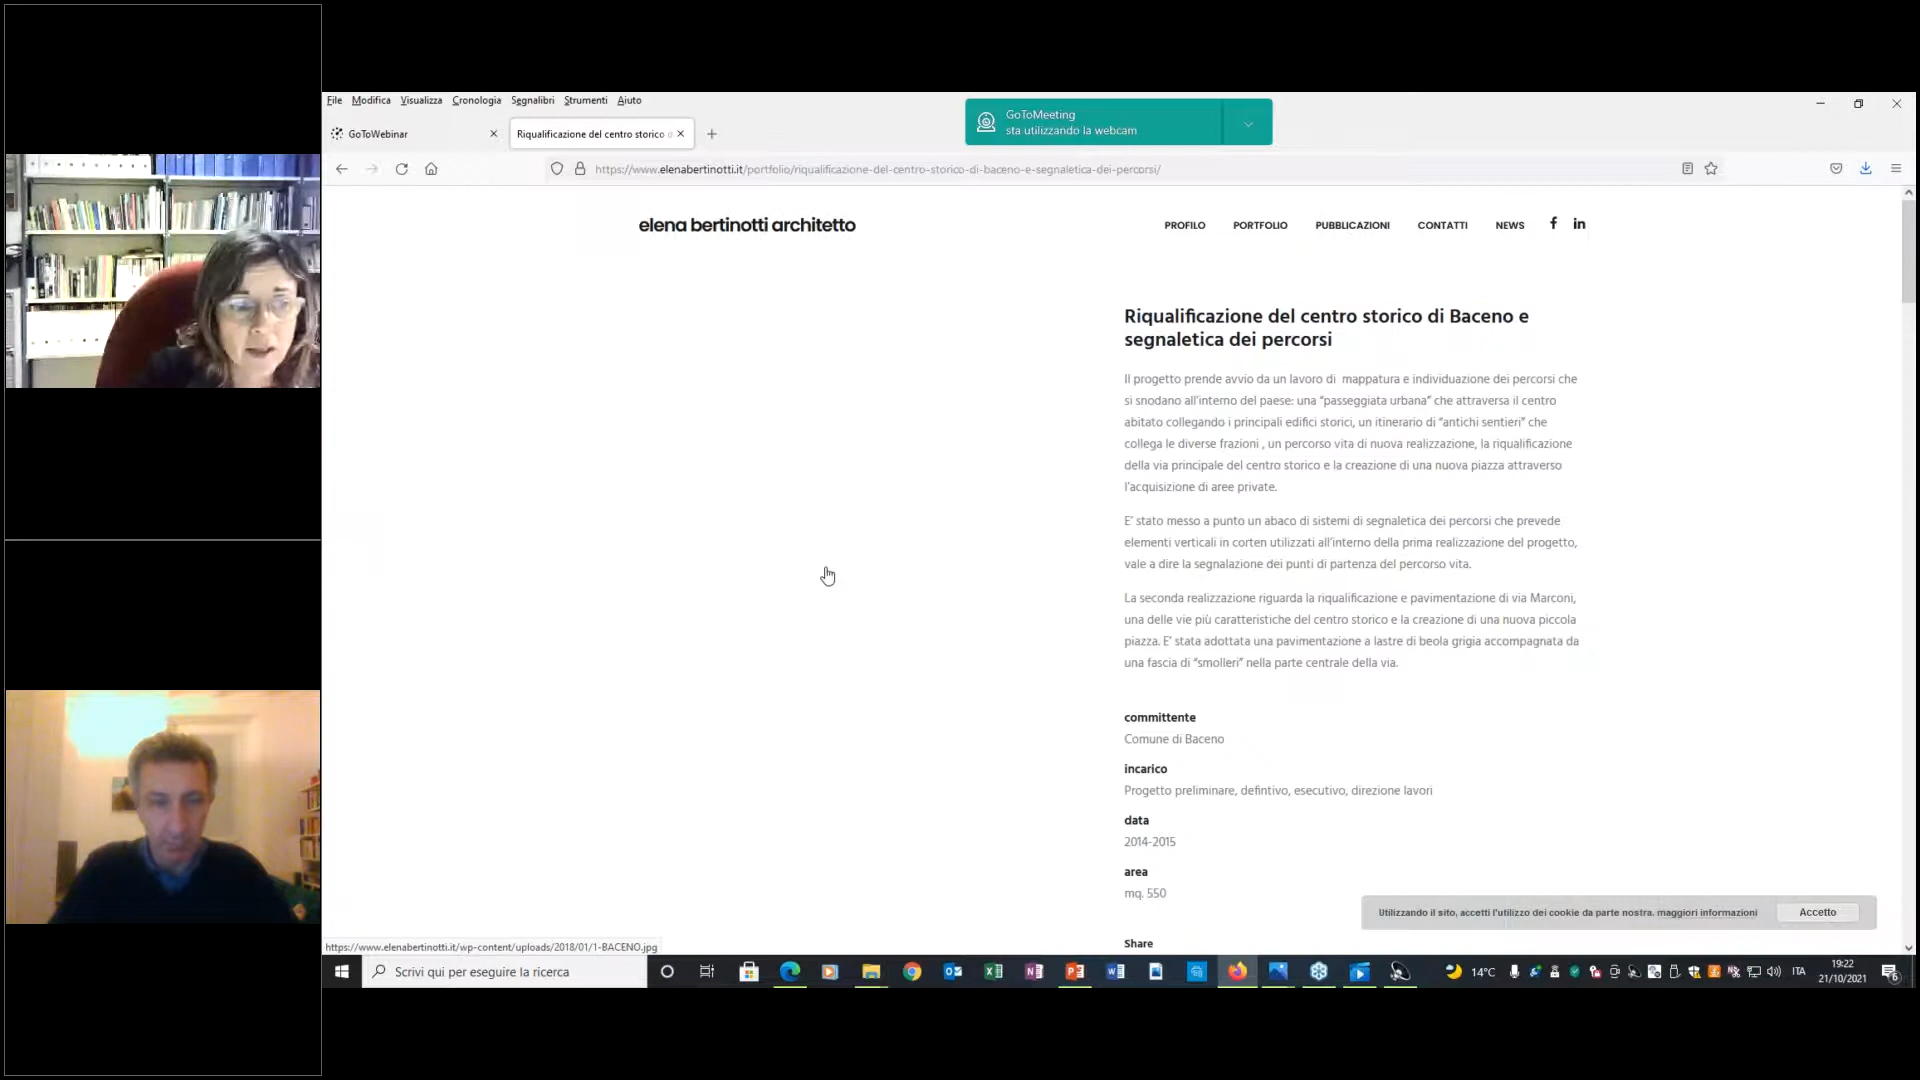 File Modifica Visualizza Cronologia Segnalibri Strumenti Aiuto
GoToMeeting
sta utilizzando la webcam
GoToWebinar
Riqualificazione del centro storico d
https://www.elenabertinotti.it/portfolio/riqualificazione-del-centro-storico-di-baceno-e-segnaletica-dei-percorsi/
elena bertinotti architetto
PROFILO PORTFOLIO PUBBLICAZIONI CONTATTI NEWS f in
Riqualificazione del centro storico di Baceno e
segnaletica dei percorsi
Il progetto prende avvio da un lavoro di mappatura e individuazione dei percorsi che
si snodano all'interno del paese: una “passeggiata urbana” che attraversa il centro
abitato collegando i principali edifici storici, un itinerario di “antichi sentieri” che
collega le diverse frazioni , un percorso vita di nuova realizzazione, la riqualificazione
della via principale del centro storico e la creazione di una nuova piazza attraverso
l'acquisizione di aree private.
E' stato messo a punto un abaco di sistemi di segnaletica dei percorsi che prevede
elementi verticali in corten utilizzati all'interno della prima realizzazione del progetto,
vale a dire la segnalazione dei punti di partenza del percorso vita.
La seconda realizzazione riguarda la riqualificazione e pavimentazione di via Marconi,
una delle vie più caratteristiche del centro storico e la creazione di una nuova piccola
piazza. E' stata adottata una pavimentazione a lastre di beola grigia accompagnata da
una fascia di “smolleri” nella parte centrale della via.
committente
Comune di Baceno
incarico
Progetto preliminare, defintivo, esecutivo, direzione lavori
data
2014-2015
area
mq. 550
Utilizzando il sito, accetti l'utilizzo dei cookie da parte nostra. maggiori informazioni Accetto
Share
https://www.elenabertinotti.it/wp-content/uploads/2018/01/1-BACENO.jpg
Scrivi qui per eseguire la ricerca
14°C
ITA
19:22
21/10/2021
6